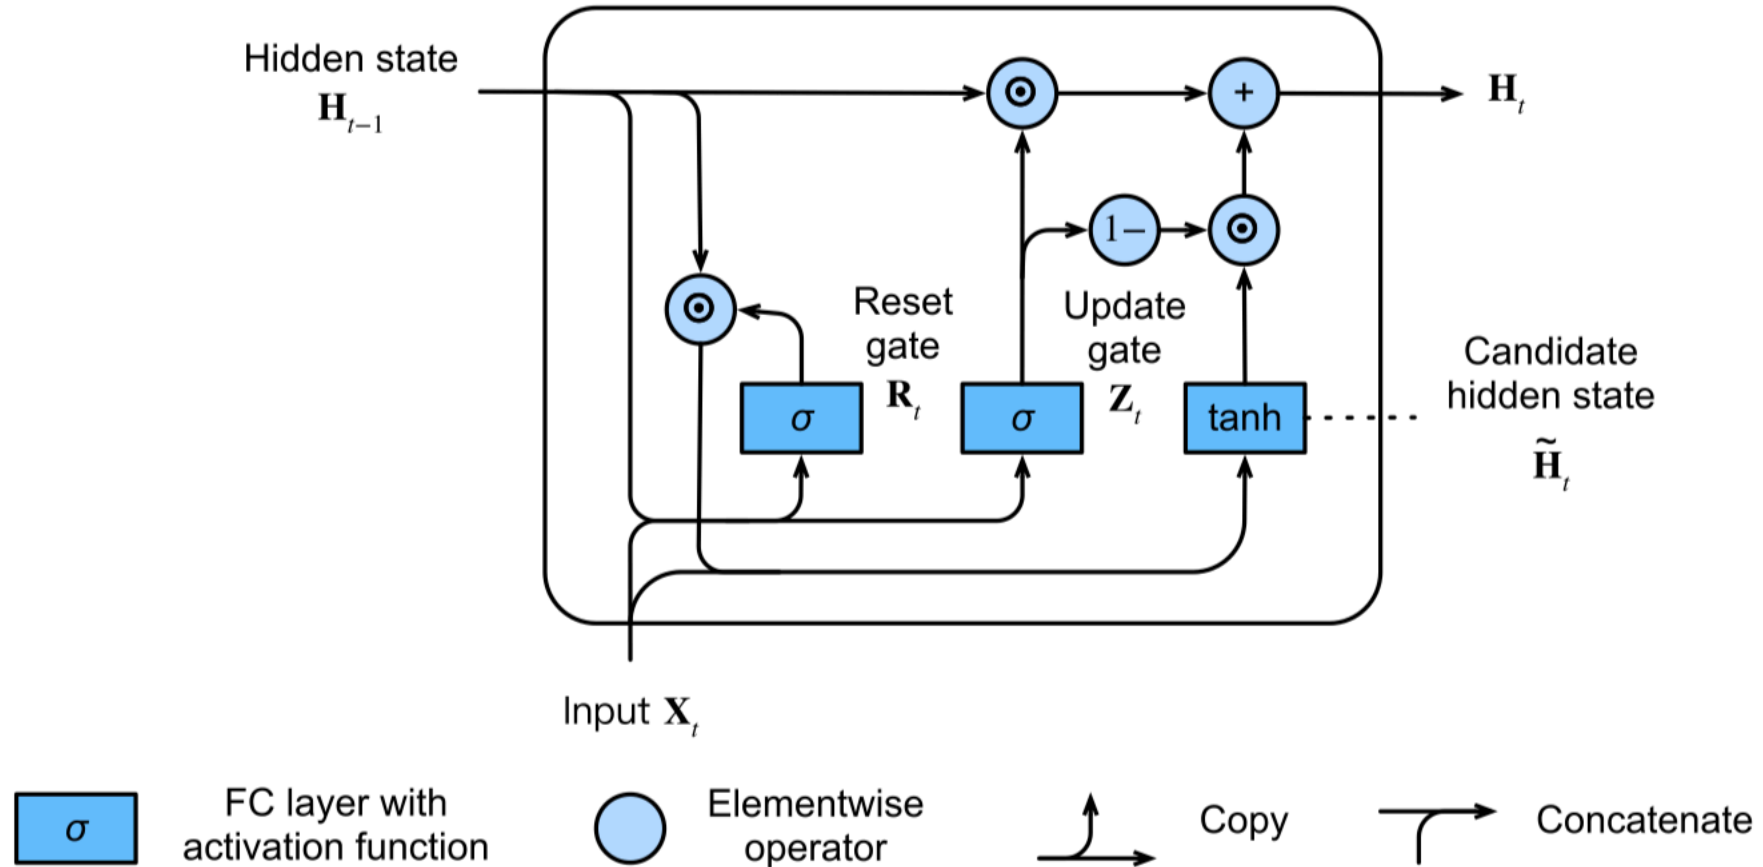 Hidden state
H_{t−1}
H_t
+
1−
Reset
gate
R_t
Update
gate
Z_t
Candidate
hidden state
H̃_t
σ
σ
tanh
Input X_t
σ
FC layer with
activation function
Elementwise
operator
Copy
Concatenate